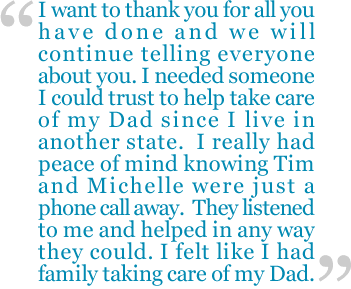 “I want to thank you for all you
have done and we will
continue telling everyone
about you. I needed someone
I could trust to help take care
of my Dad since I live in
another state.  I really had
peace of mind knowing Tim
and Michelle were just a
phone call away.  They listened
to me and helped in any way
they could. I felt like I had
family taking care of my Dad.”